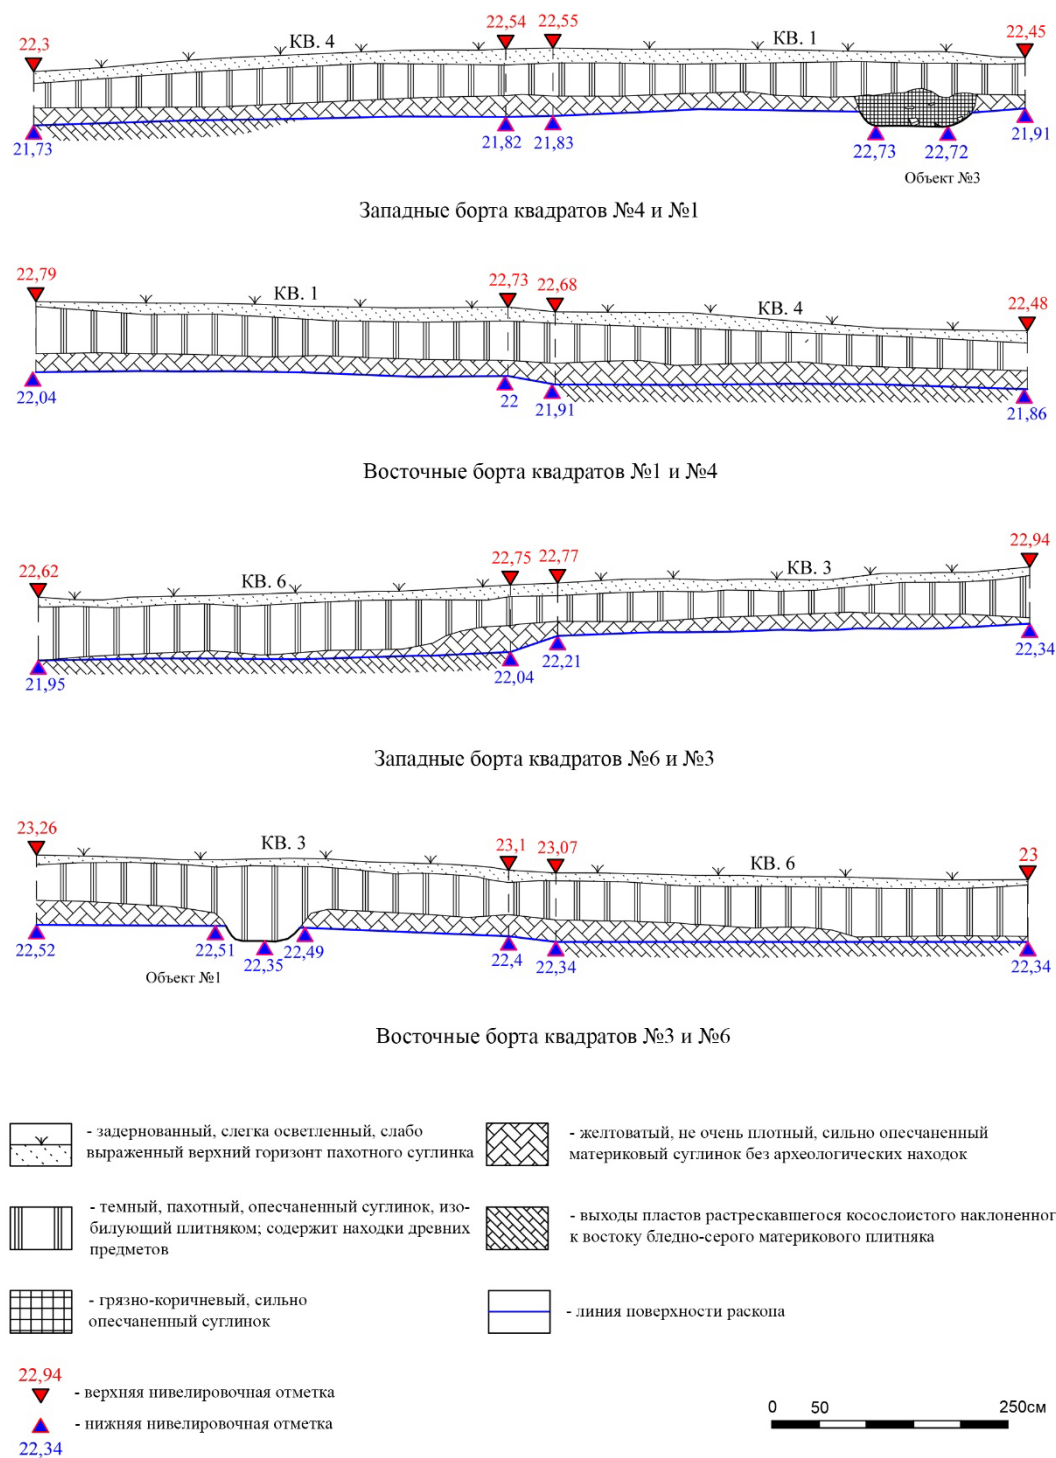 22,3
КВ. 4
22,54
22,55
КВ. 1
22,45
21,73
21,82
21,83
22,73
22,72
21,91
Объект №3
Западные борта квадратов №4 и №1
22,79
КВ. 1
22,73
22,68
КВ. 4
22,48
22,04
22
21,91
21,86
Восточные борта квадратов №1 и №4
22,62
КВ. 6
22,75
22,77
КВ. 3
22,94
21,95
22,04
22,21
22,34
Западные борта квадратов №6 и №3
23,26
КВ. 3
23,1
23,07
КВ. 6
23
22,52
22,51
22,35
22,49
22,4
22,34
22,34
Объект №1
Восточные борта квадратов №3 и №6
- задернованный, слегка осветленный, слабо
выраженный верхний горизонт пахотного суглинка
- темный, пахотный, опесчаненный суглинок, изо-
билующий плитняком; содержит находки древних
предметов
- грязно-коричневый, сильно
опесчаненный суглинок
22,94
- верхняя нивелировочная отметка
- нижняя нивелировочная отметка
22,34
- желтоватый, не очень плотный, сильно опесчаненный
материковый суглинок без археологических находок
- выходы пластов растрескавшегося косослоистого наклоненног
к востоку бледно-серого материкового плитняка
- линия поверхности раскопа
0 50 250см